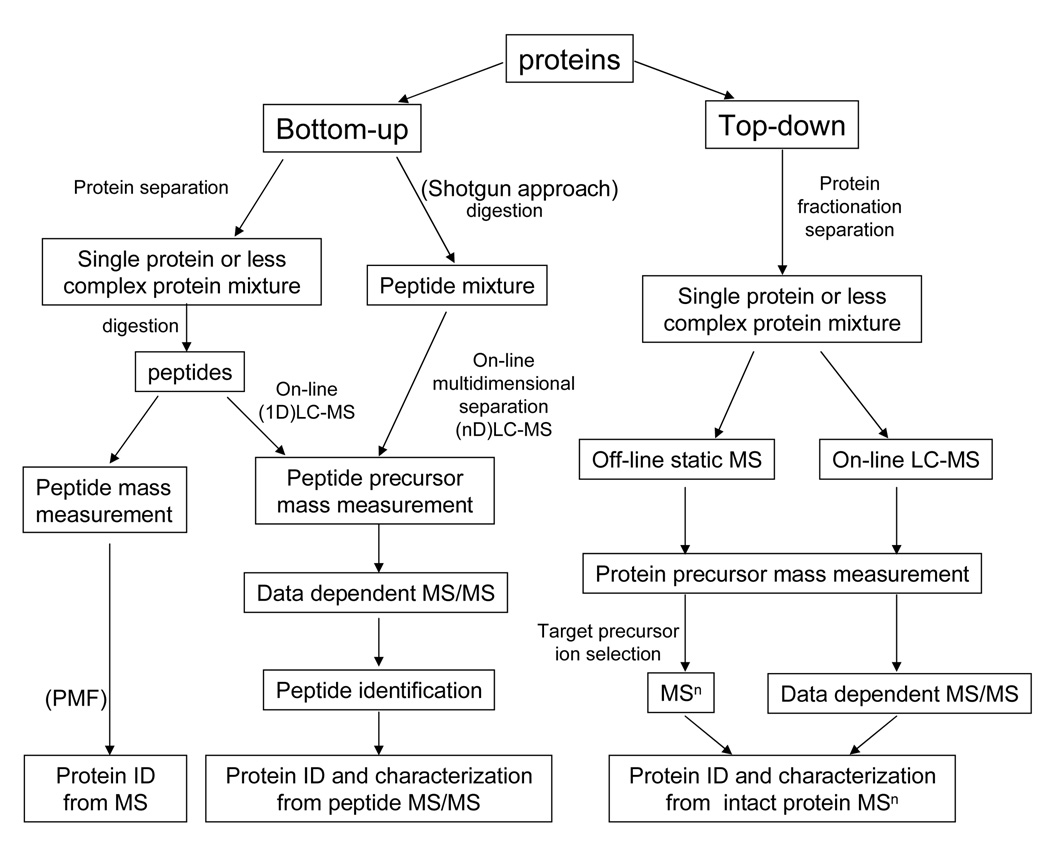 proteins
Bottom-up
Top-down
Protein separation
(Shotgun approach)
digestion
Protein
fractionation
separation
Single protein or less
complex protein mixture
Peptide mixture
Single protein or less
complex protein mixture
digestion
peptides
On-line
(1D)LC-MS
On-line
multidimensional
separation
(nD)LC-MS
Off-line static MS
On-line LC-MS
Peptide mass
measurement
Peptide precursor
mass measurement
Protein precursor mass measurement
Data dependent MS/MS
Target precursor
ion selection
Peptide identification
MSⁿ
Data dependent MS/MS
(PMF)
Protein ID
from MS
Protein ID and characterization
from peptide MS/MS
Protein ID and characterization
from intact protein MSⁿ